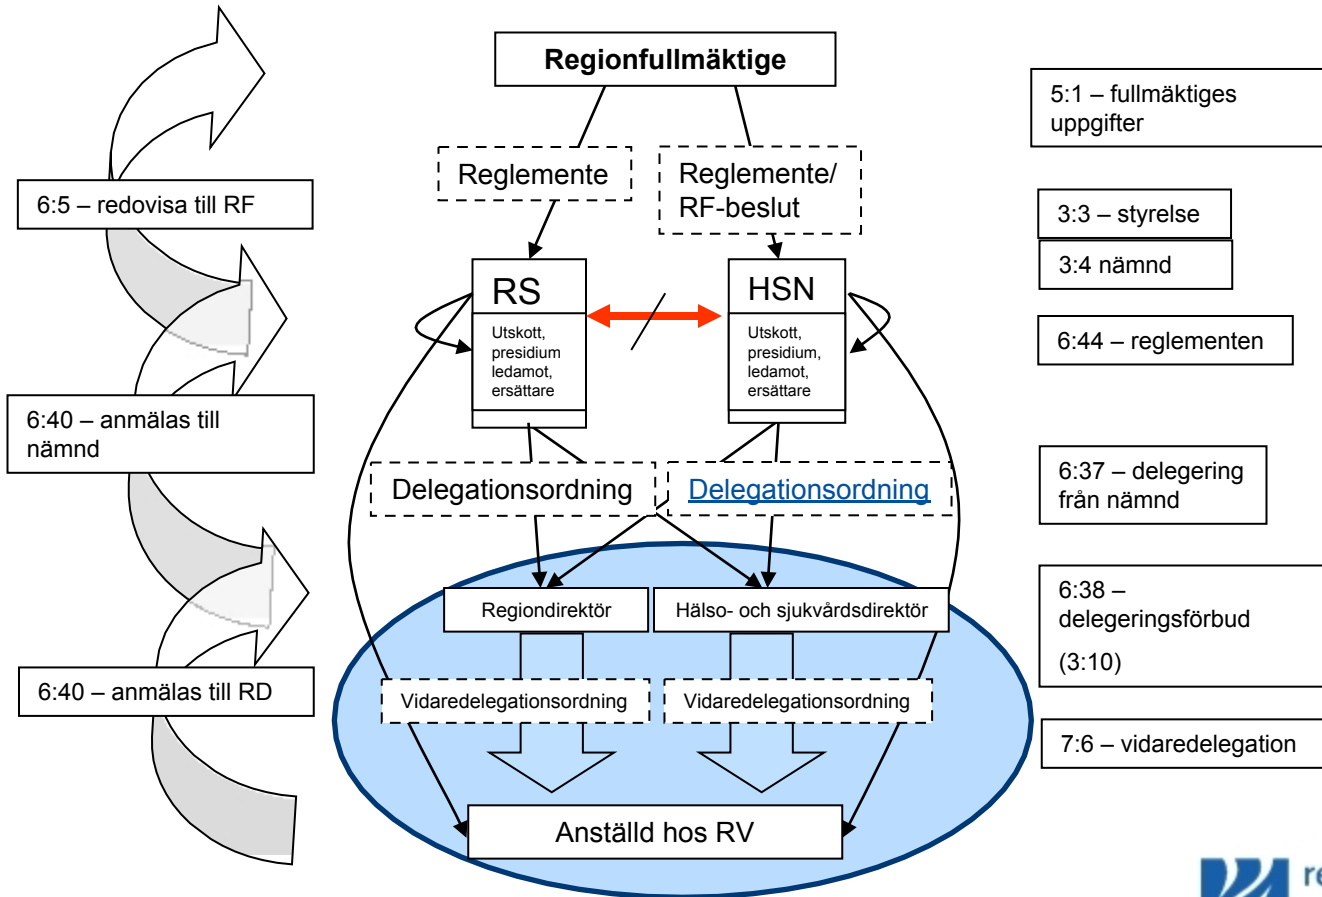 Regionfullmäktige
5:1 – fullmäktiges
uppgifter
Reglemente
Reglemente/
RF-beslut
6:5 – redovisa till RF
3:3 – styrelse
3:4 nämnd
RS
HSN
Utskott,
presidium
ledamot,
ersättare
Utskott,
presidium,
ledamot,
ersättare
6:44 – reglementen
6:40 – anmälas till
nämnd
Delegationsordning
Delegationsordning
6:37 – delegering
från nämnd
Regiondirektör
Hälso- och sjukvårdsdirektör
6:38 –
delegeringsförbud
(3:10)
6:40 – anmälas till RD
Vidaredelegationsordning
Vidaredelegationsordning
7:6 – vidaredelegation
Anställd hos RV